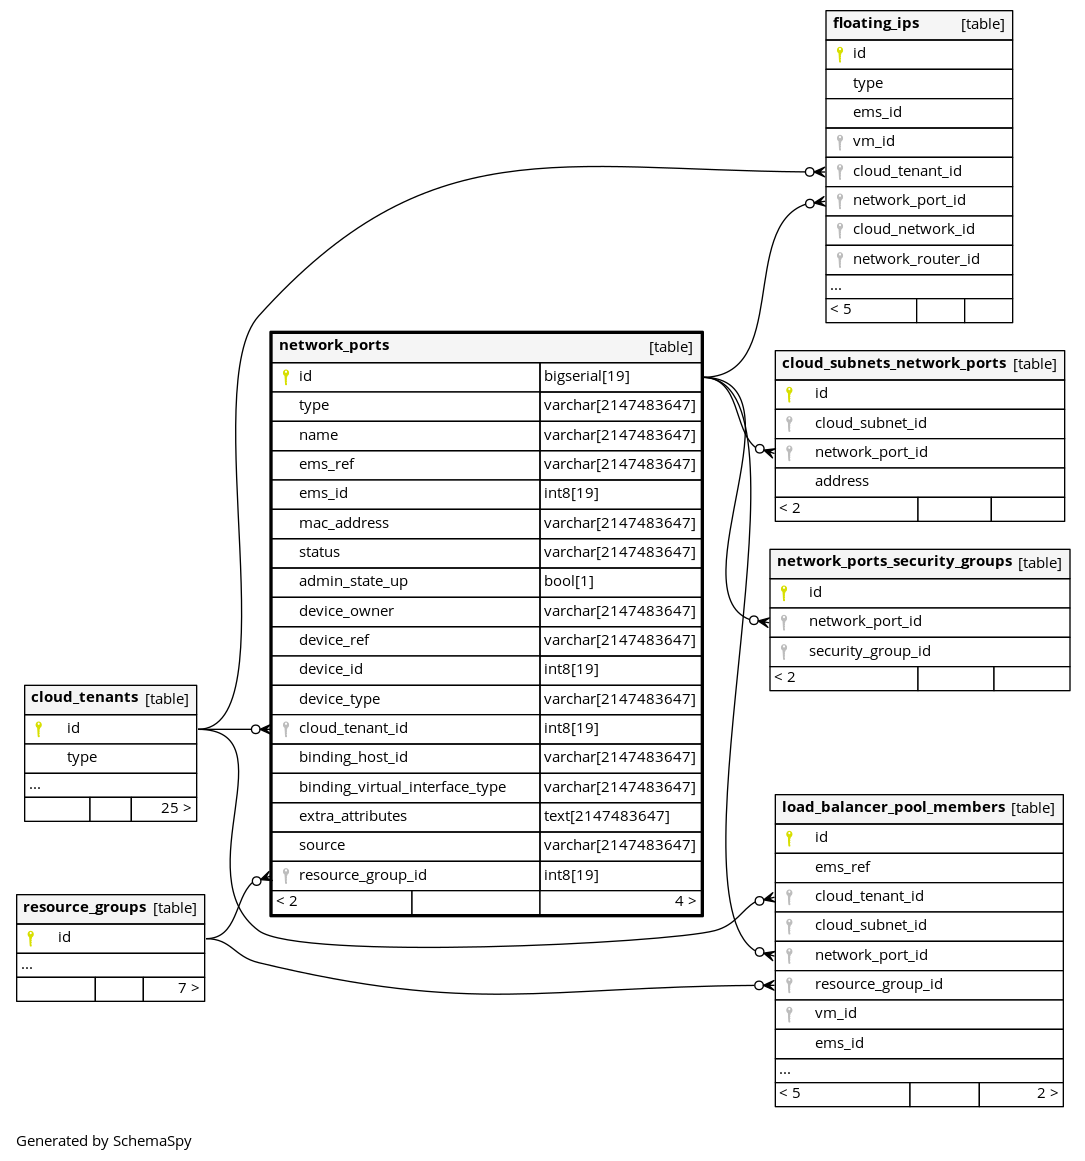 floating_ips [table]
id
type
ems_id
vm_id
cloud_tenant_id
network_port_id
cloud_network_id
network_router_id
...
< 5
network_ports [table]
id bigserial[19]
type varchar[2147483647]
name varchar[2147483647]
ems_ref varchar[2147483647]
ems_id int8[19]
mac_address varchar[2147483647]
status varchar[2147483647]
admin_state_up bool[1]
device_owner varchar[2147483647]
device_ref varchar[2147483647]
device_id int8[19]
device_type varchar[2147483647]
cloud_tenant_id int8[19]
binding_host_id varchar[2147483647]
binding_virtual_interface_type varchar[2147483647]
extra_attributes text[2147483647]
source varchar[2147483647]
resource_group_id int8[19]
< 2 4 >
cloud_subnets_network_ports [table]
id
cloud_subnet_id
network_port_id
address
< 2
network_ports_security_groups [table]
id
network_port_id
security_group_id
< 2
cloud_tenants [table]
id
type
...
25 >
resource_groups [table]
id
...
7 >
load_balancer_pool_members [table]
id
ems_ref
cloud_tenant_id
cloud_subnet_id
network_port_id
resource_group_id
vm_id
ems_id
...
< 5 2 >
Generated by SchemaSpy